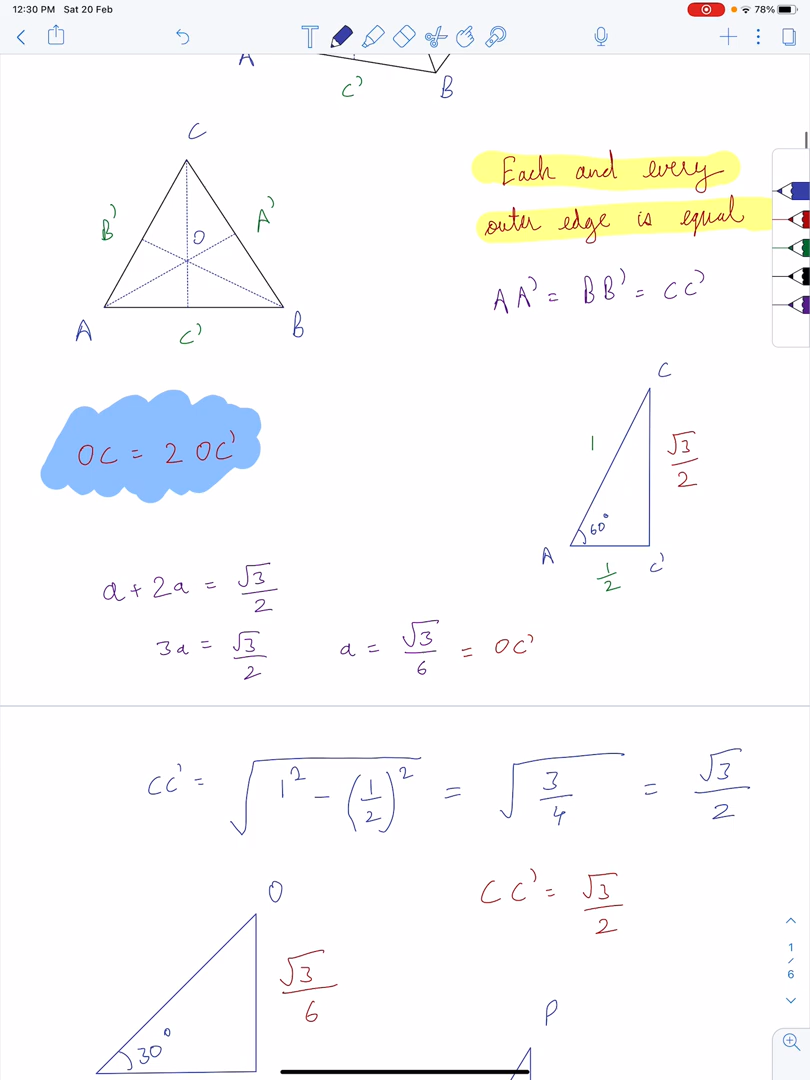 12:30 PM Sat 20 Feb
78%
T
A
C'
B
C
B'
A'
O
A
C'
B
Each and every
outer edge is equal
AA' = BB' = CC'
OC = 2 OC'
C
1
√3/2
60°
A
1/2
C'
a + 2a = √3/2
3a = √3/2
a = √3/6 = OC'
CC' = √(1² - (1/2)²) = √(3/4) = √3/2
CC' = √3/2
O
√3/6
30°
P
1
/
6